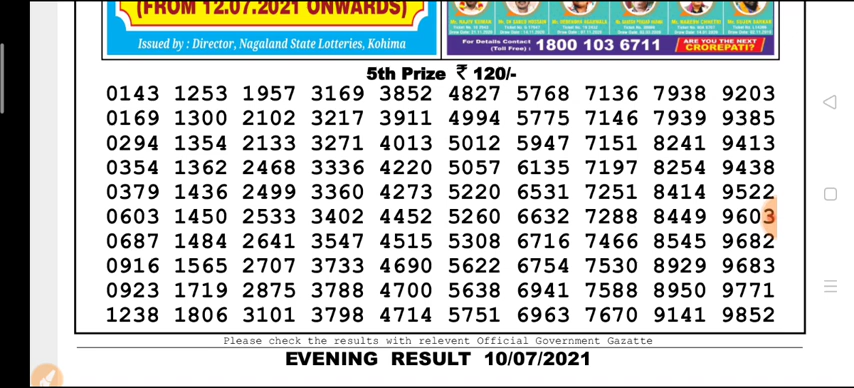 (FROM 12.07.2021 ONWARDS)
Issued by : Director, Nagaland State Lotteries, Kohima
For Details Contact (Toll Free) : 1800 103 6711
ARE YOU THE NEXT CROREPATI?
5th Prize ₹ 120/-
0143 1253 1957 3169 3852 4827 5768 7136 7938 9203
0169 1300 2102 3217 3911 4994 5775 7146 7939 9385
0294 1354 2133 3271 4013 5012 5947 7151 8241 9413
0354 1362 2468 3336 4220 5057 6135 7197 8254 9438
0379 1436 2499 3360 4273 5220 6531 7251 8414 9522
0603 1450 2533 3402 4452 5260 6632 7288 8449 9603
0687 1484 2641 3547 4515 5308 6716 7466 8545 9682
0916 1565 2707 3733 4690 5622 6754 7530 8929 9683
0923 1719 2875 3788 4700 5638 6941 7588 8950 9771
1238 1806 3101 3798 4714 5751 6963 7670 9141 9852
Please check the results with relevent Official Government Gazatte
EVENING RESULT 10/07/2021